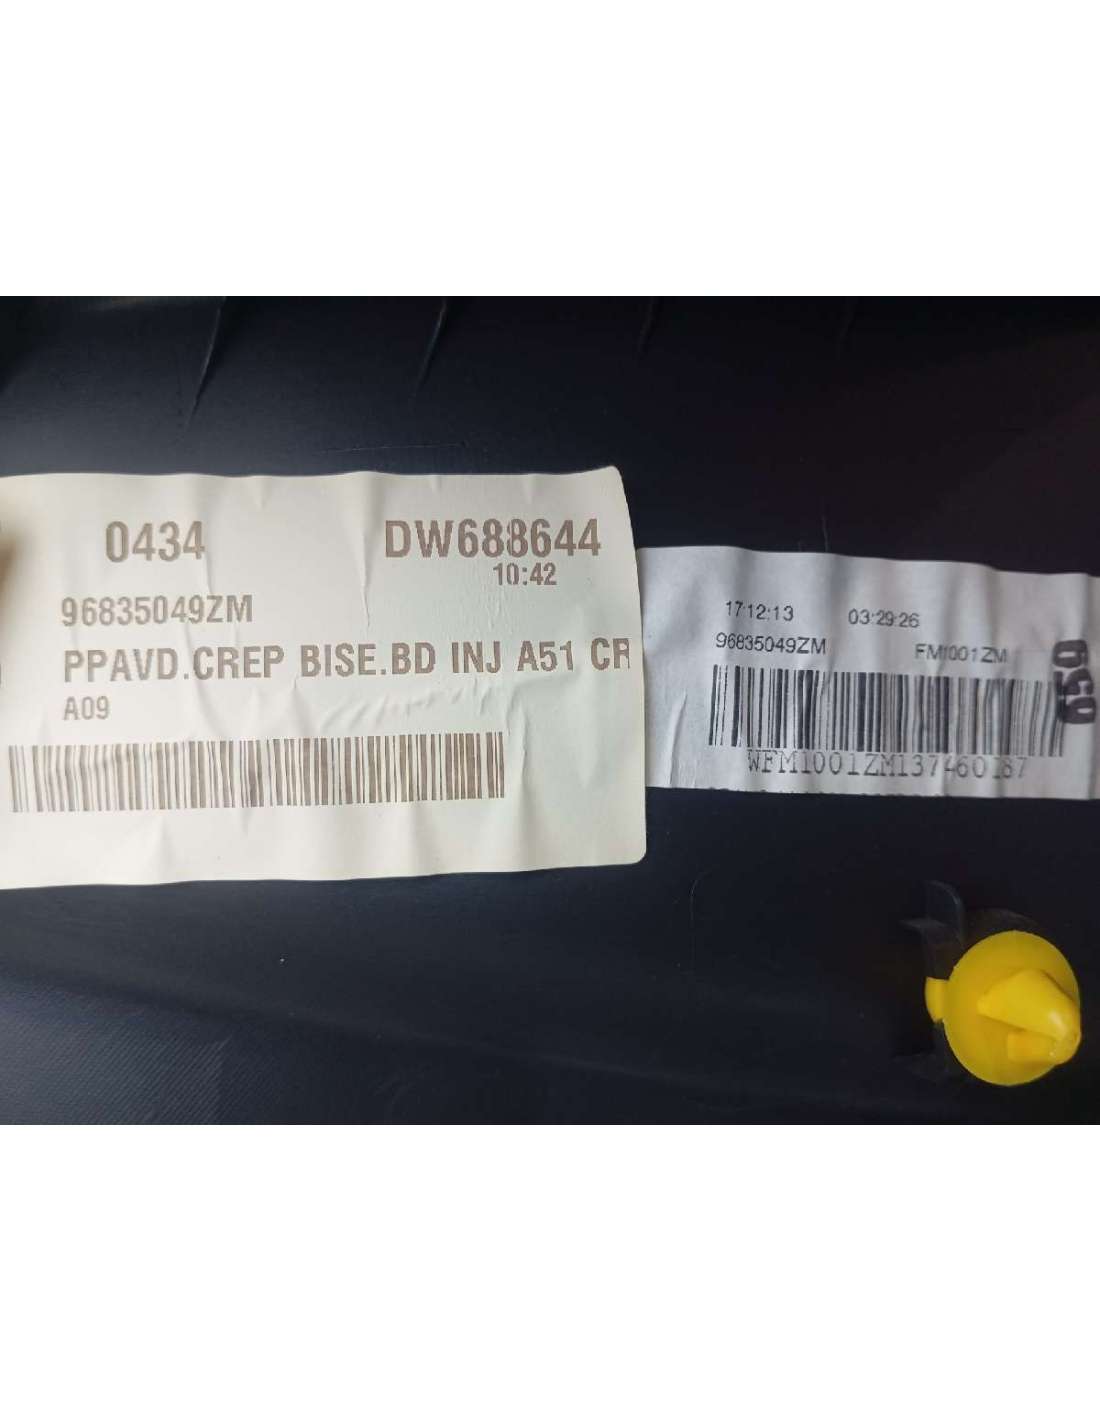 0434 DW688644
10:42
96835049ZM
PPAVD.CREP BISE.BD INJ A51 CR
A09
17:12:13 03:29:26
96835049ZM FM1001ZM
659
WFM1001ZM137460187